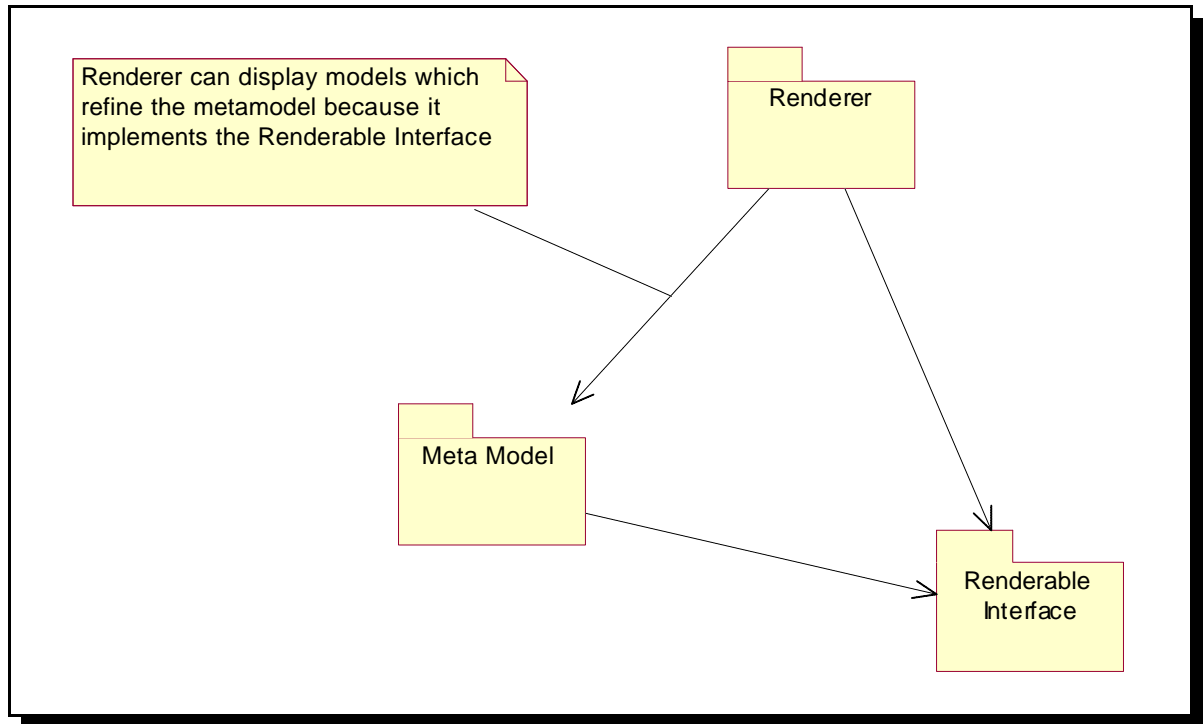 Renderer can display models which
refine the metamodel because it
implements the Renderable Interface
Renderer
Meta Model
Renderable
Interface